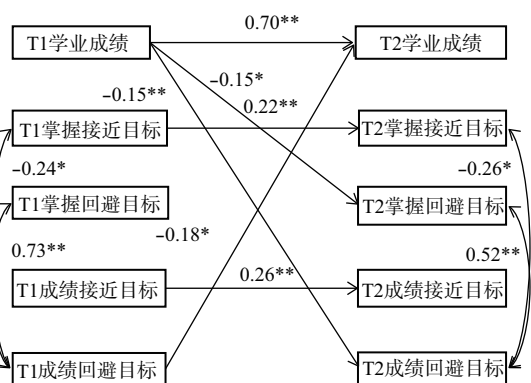 0.70**
T1学业成绩
T2学业成绩
-0.15*
-0.15**
0.22**
T1掌握接近目标
T2掌握接近目标
-0.24*
-0.26*
T1掌握回避目标
T2掌握回避目标
-0.18*
0.73**
0.52**
0.26**
T1成绩接近目标
T2成绩接近目标
T1成绩回避目标
T2成绩回避目标